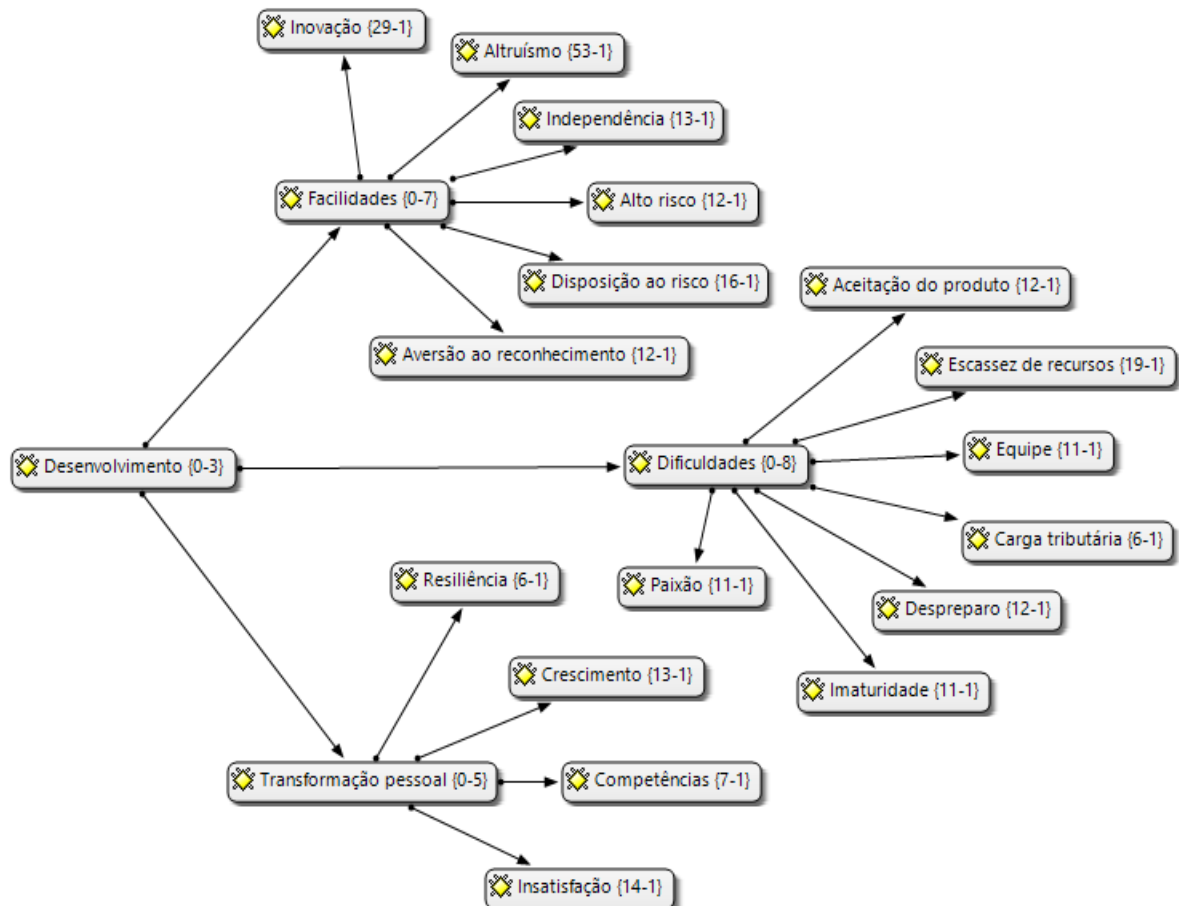 Inovação {29-1}
Altruísmo {53-1}
Independência {13-1}
Facilidades {0-7}
Alto risco {12-1}
Disposição ao risco {16-1}
Aceitação do produto {12-1}
Aversão ao reconhecimento {12-1}
Escassez de recursos {19-1}
Equipe {11-1}
Desenvolvimento {0-3}
Dificuldades {0-8}
Carga tributária {6-1}
Resiliência {6-1}
Paixão {11-1}
Despreparo {12-1}
Crescimento {13-1}
Imaturidade {11-1}
Transformação pessoal {0-5}
Competências {7-1}
Insatisfação {14-1}